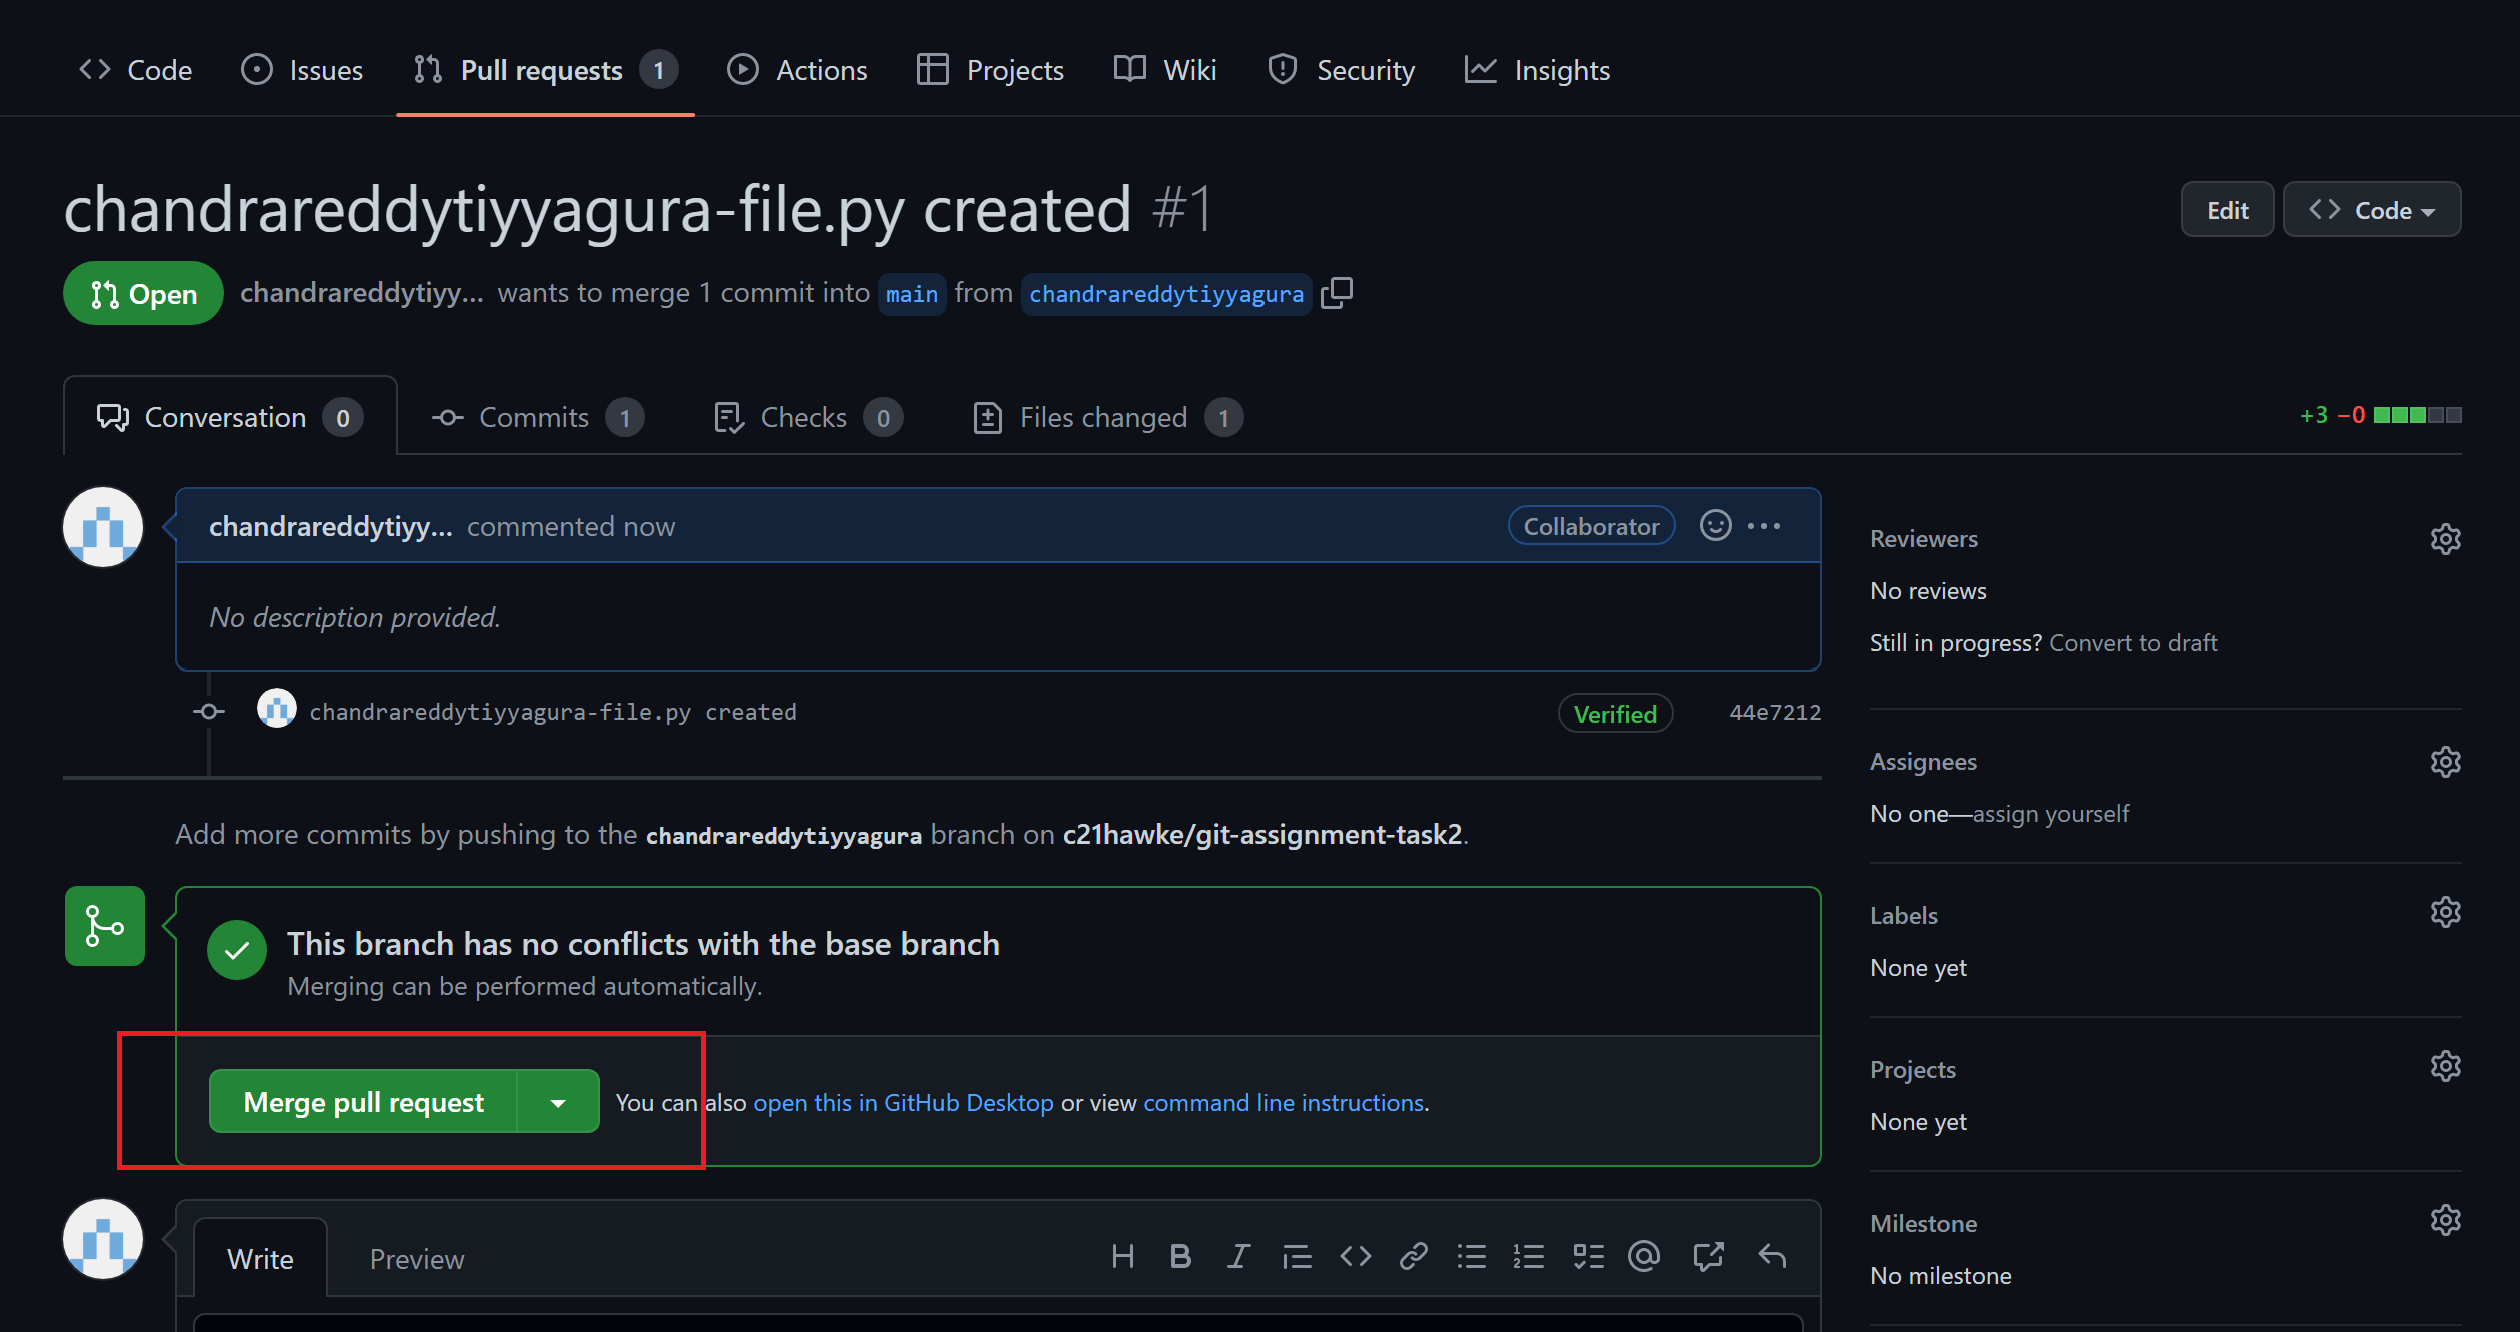 Code Issues Pull requests 1 Actions Projects Wiki Security Insights
chandrareddytiyyagura-file.py created #1
Edit Code
Open chandrareddytiyy... wants to merge 1 commit into main from chandrareddytiyyagura
Conversation 0 Commits 1 Checks 0 Files changed 1 +3 −0
chandrareddytiyy... commented now Collaborator
No description provided.
chandrareddytiyyagura-file.py created Verified 44e7212
Add more commits by pushing to the chandrareddytiyyagura branch on c21hawke/git-assignment-task2.
This branch has no conflicts with the base branch
Merging can be performed automatically.
Merge pull request You can also open this in GitHub Desktop or view command line instructions.
Write Preview
Reviewers
No reviews
Still in progress? Convert to draft
Assignees
No one—assign yourself
Labels
None yet
Projects
None yet
Milestone
No milestone